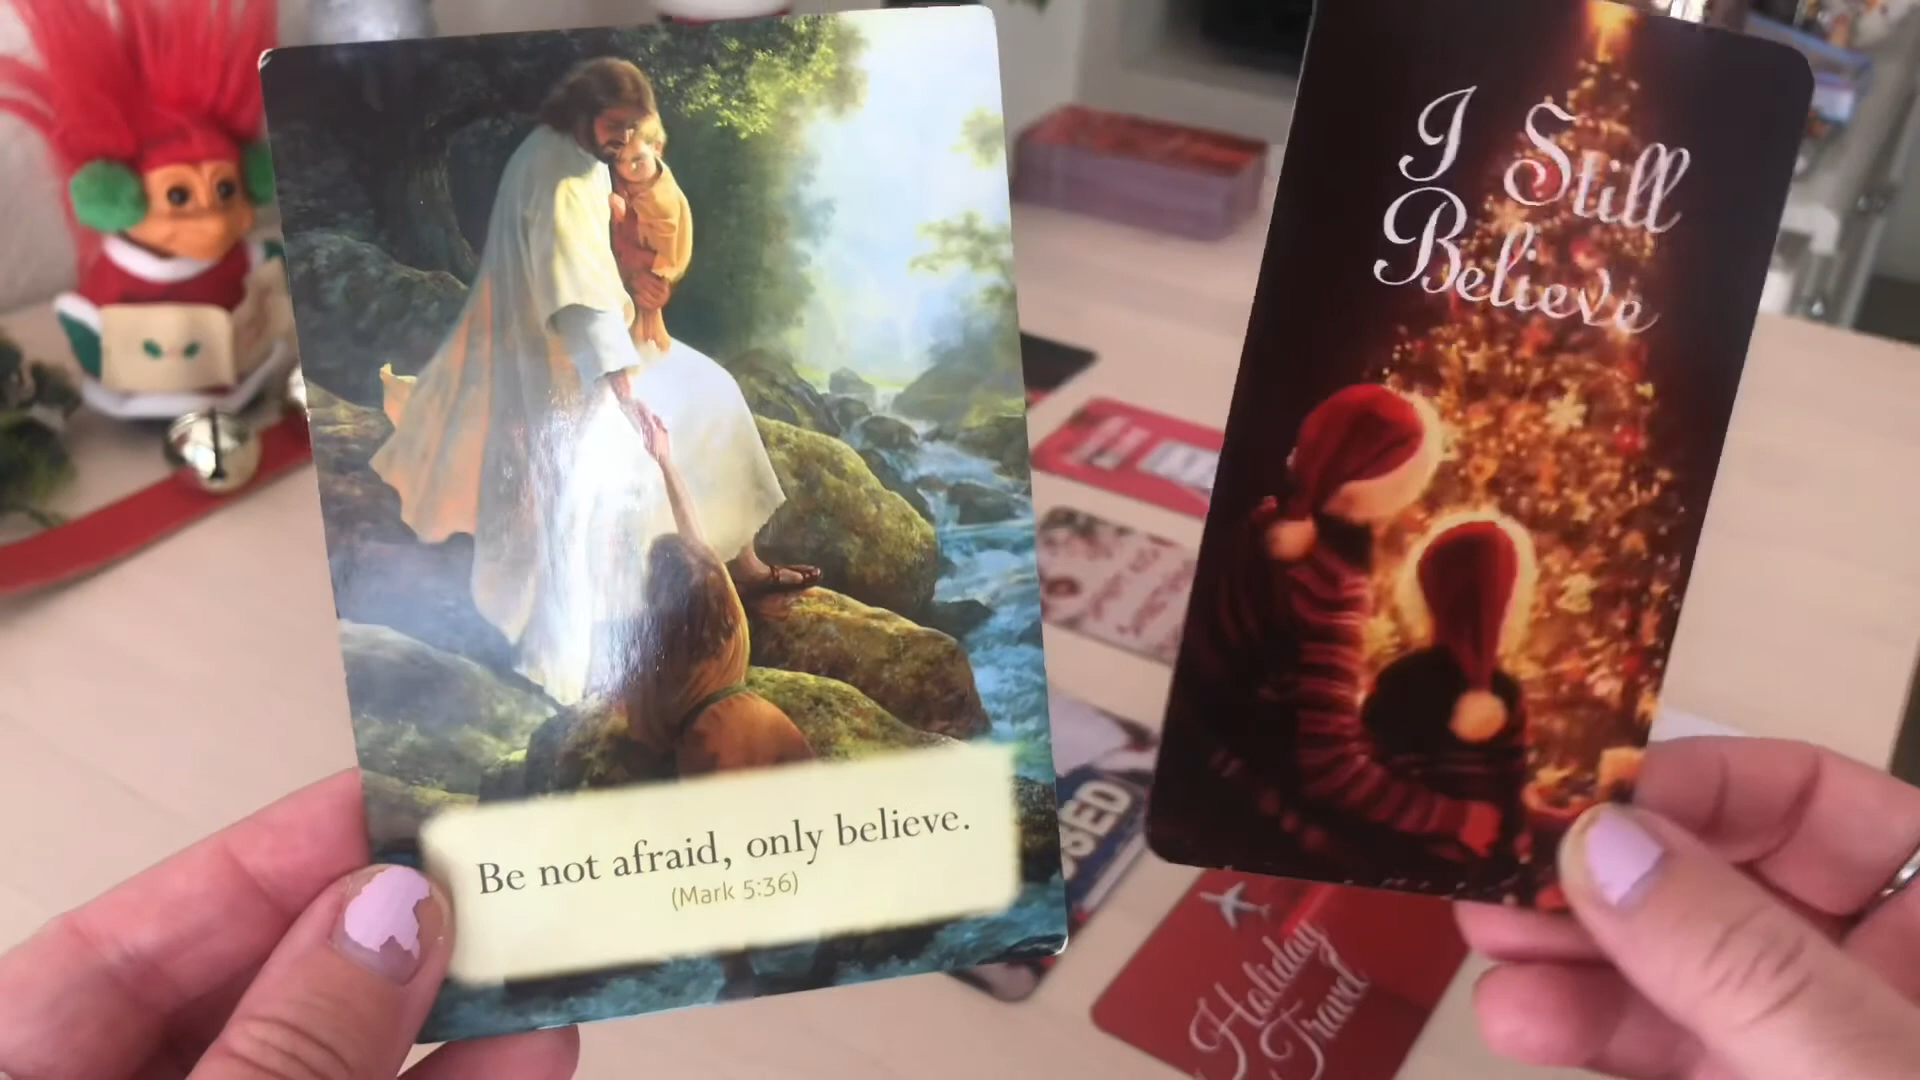 Be not afraid, only believe.
(Mark 5:36)
I Still
Believe
Holiday
Travel